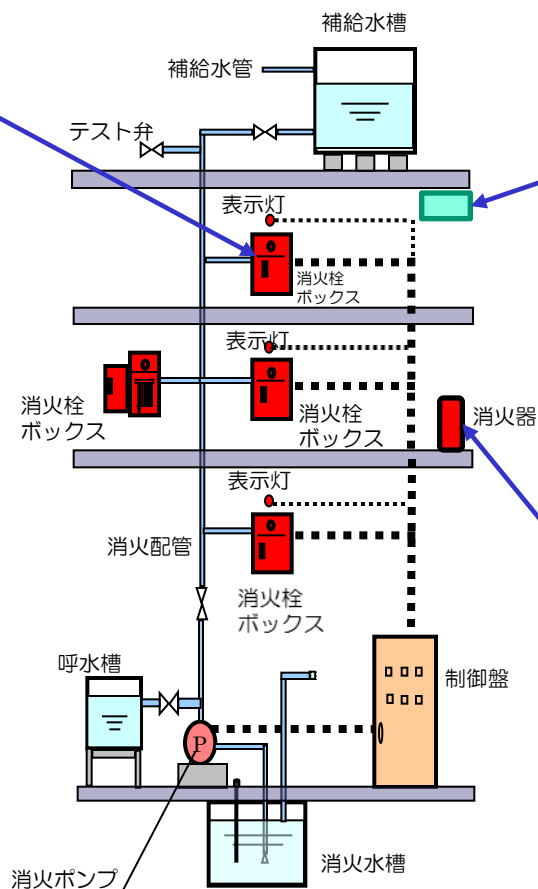 補給水槽
補給水管
テスト弁
表示灯
消火栓
ボックス
表示灯
消火栓
ボックス
消火栓
ボックス
消火器
表示灯
消火配管
消火栓
ボックス
呼水槽
制御盤
P
消火水槽
消火ポンプ